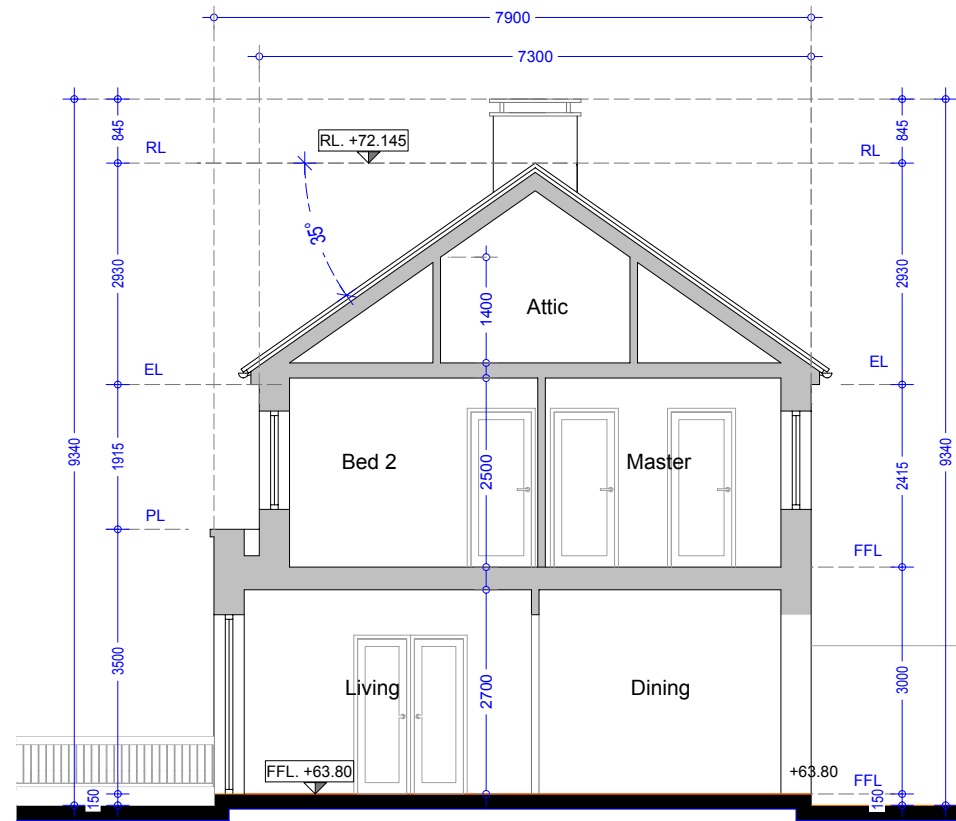 7900
7300
845
845
RL. +72.145
RL
RL
35°
2930
2930
1400
Attic
EL
EL
9340
1915
Bed 2
2500
Master
2415
9340
PL
FFL
3500
Living
2700
Dining
3000
FFL. +63.80
+63.80
FFL
150
150